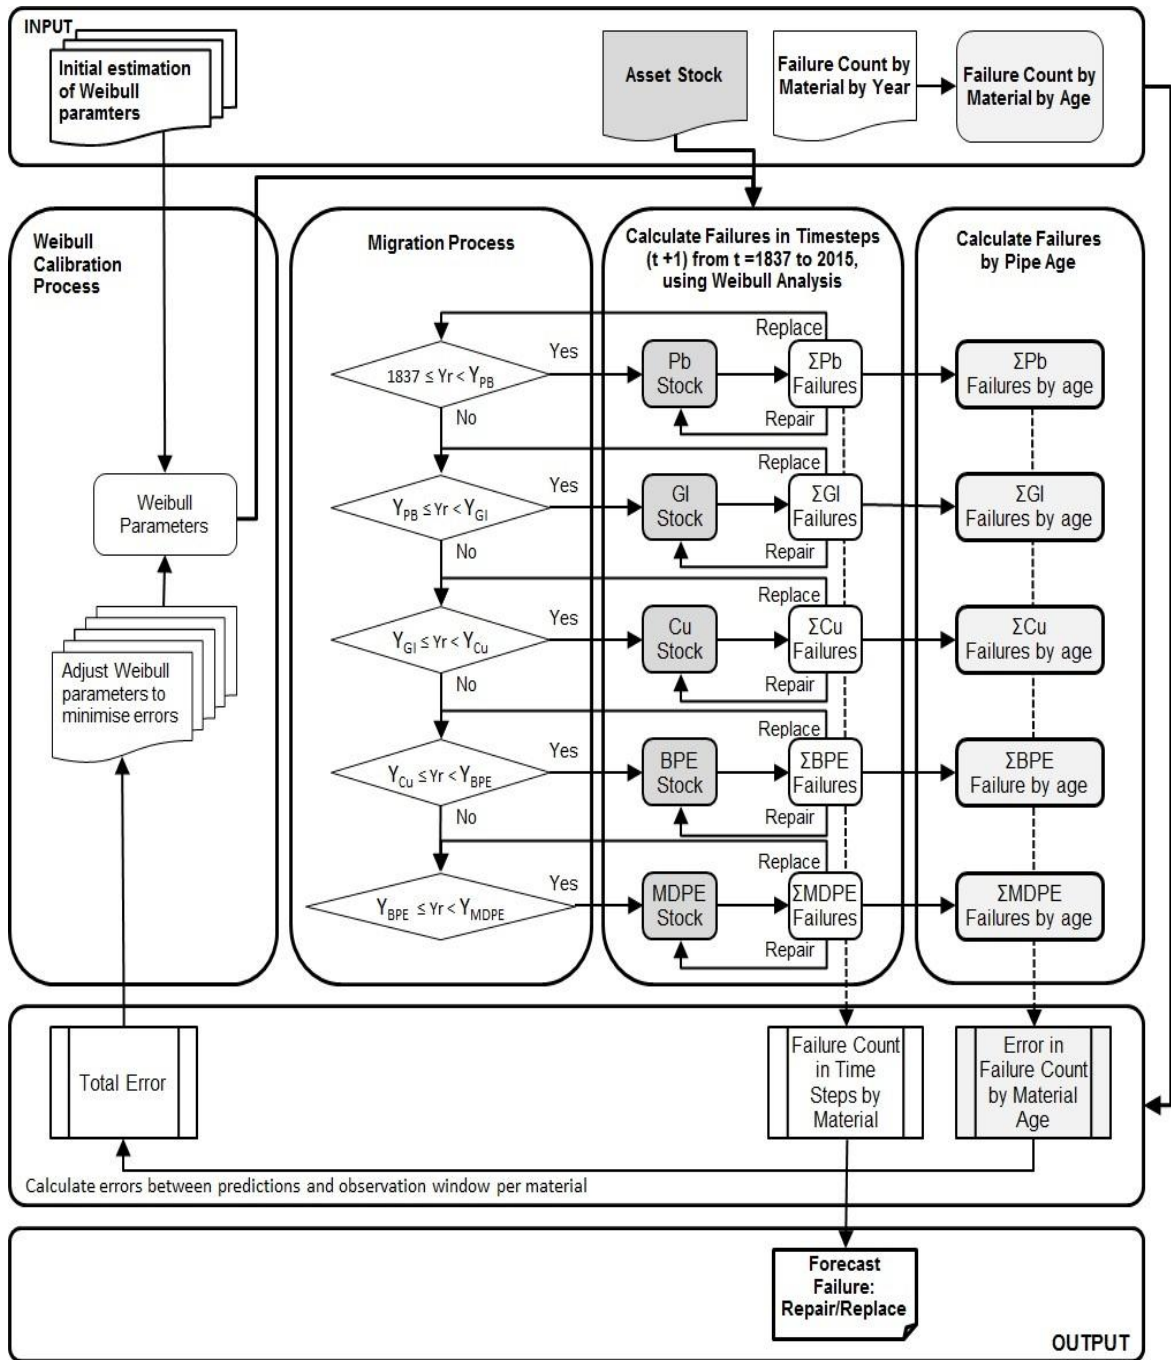 INPUT
Initial estimation
of Weibull
paramters
Asset Stock
Failure Count by
Material by Year
Failure Count by
Material by Age
Weibull
Calibration
Process
Migration Process
Calculate Failures in Timesteps
(t +1) from t =1837 to 2015,
using Weibull Analysis
Calculate Failures
by Pipe Age
1837 ≤ Yr < YPB
Yes
No
Pb
Stock
Replace
ΣPb
Failures
Repair
ΣPb
Failures by age
YPB ≤ Yr < YGI
Yes
No
GI
Stock
Replace
ΣGI
Failures
Repair
ΣGI
Failures by age
Weibull
Parameters
YGI ≤ Yr < YCu
Yes
No
Cu
Stock
Replace
ΣCu
Failures
Repair
ΣCu
Failures by age
Adjust Weibull
parameters to
minimise errors
YCu ≤ Yr < YBPE
Yes
No
BPE
Stock
Replace
ΣBPE
Failures
Repair
ΣBPE
Failure by age
YBPE ≤ Yr < YMDPE
Yes
MDPE
Stock
Replace
ΣMDPE
Failures
Repair
ΣMDPE
Failures by age
Total Error
Failure Count
in Time
Steps by
Material
Error in
Failure Count
by Material
Age
Calculate errors between predictions and observation window per material
Forecast
Failure:
Repair/Replace
OUTPUT